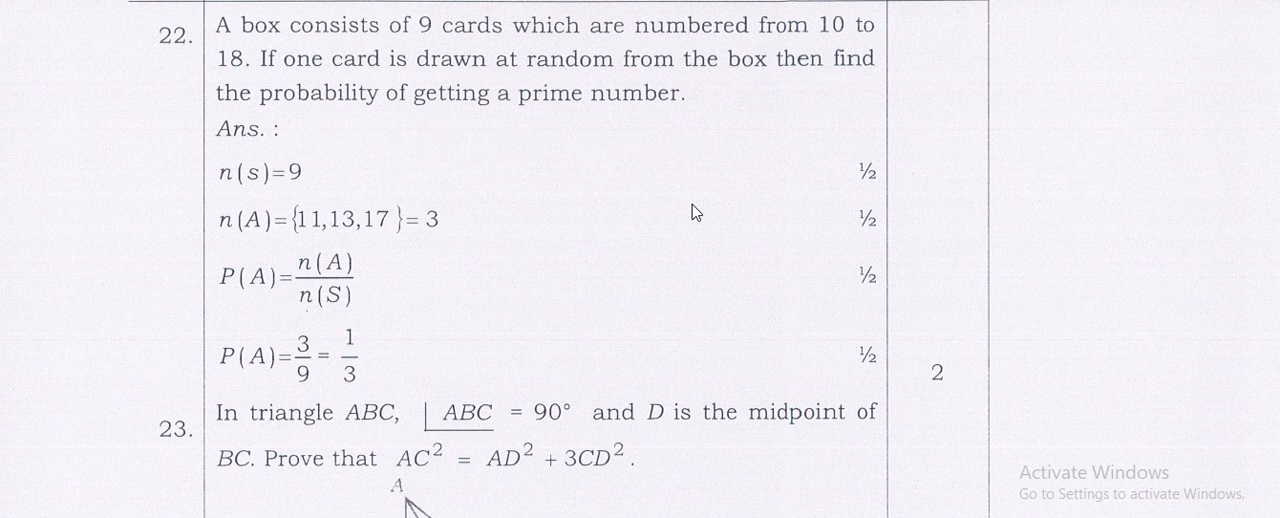 22.
A box consists of 9 cards which are numbered from 10 to
18. If one card is drawn at random from the box then find
the probability of getting a prime number.
Ans. :
n(s)=9 ½
n(A)={11,13,17 }= 3 ½
P(A)=n(A)/n(S) ½
P(A)=3/9 = 1/3 ½
2
23.
In triangle ABC, ∠ABC = 90° and D is the midpoint of
BC. Prove that AC² = AD² + 3CD².
A
Activate Windows
Go to Settings to activate Windows.